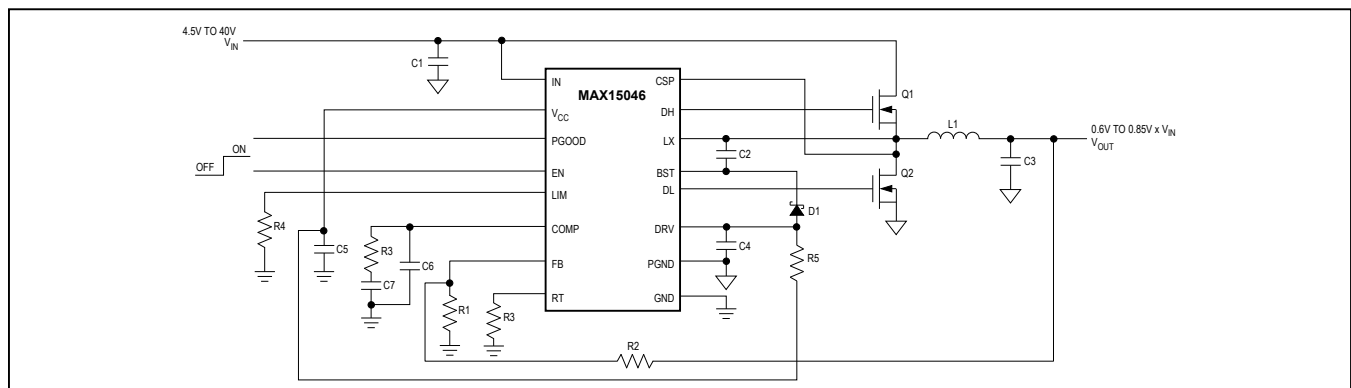 4.5V TO 40V
VIN
C1
IN
CSP
MAX15046
Q1
VCC
DH
L1
0.6V TO 0.85V x VIN
VOUT
PGOOD
LX
C2
C3
ON
OFF
EN
BST
Q2
LIM
DL
D1
R4
COMP
DRV
C5
R3
C6
C4
R5
FB
PGND
C7
R1
RT
R3
GND
R2